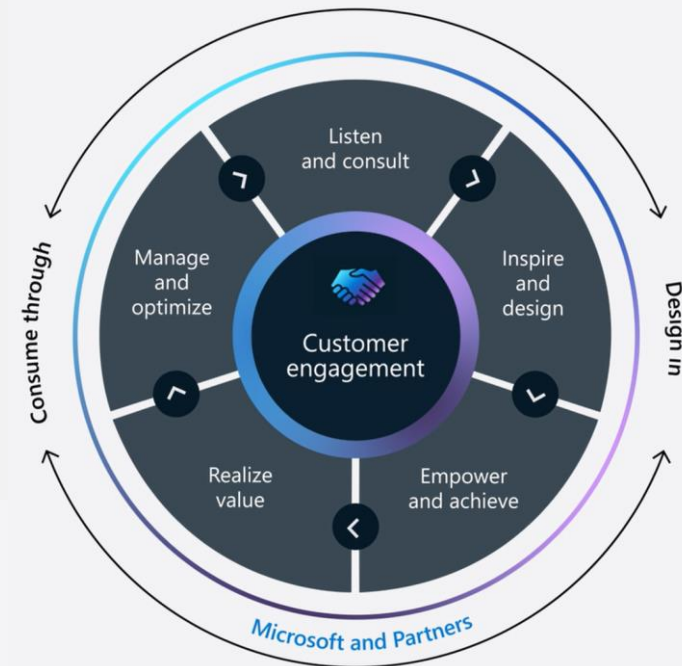 Listen
and consult
Inspire
and
design
Empower
and achieve
Realize
value
Manage
and
optimize
Customer
engagement
Consume through
Design in
Microsoft and Partners